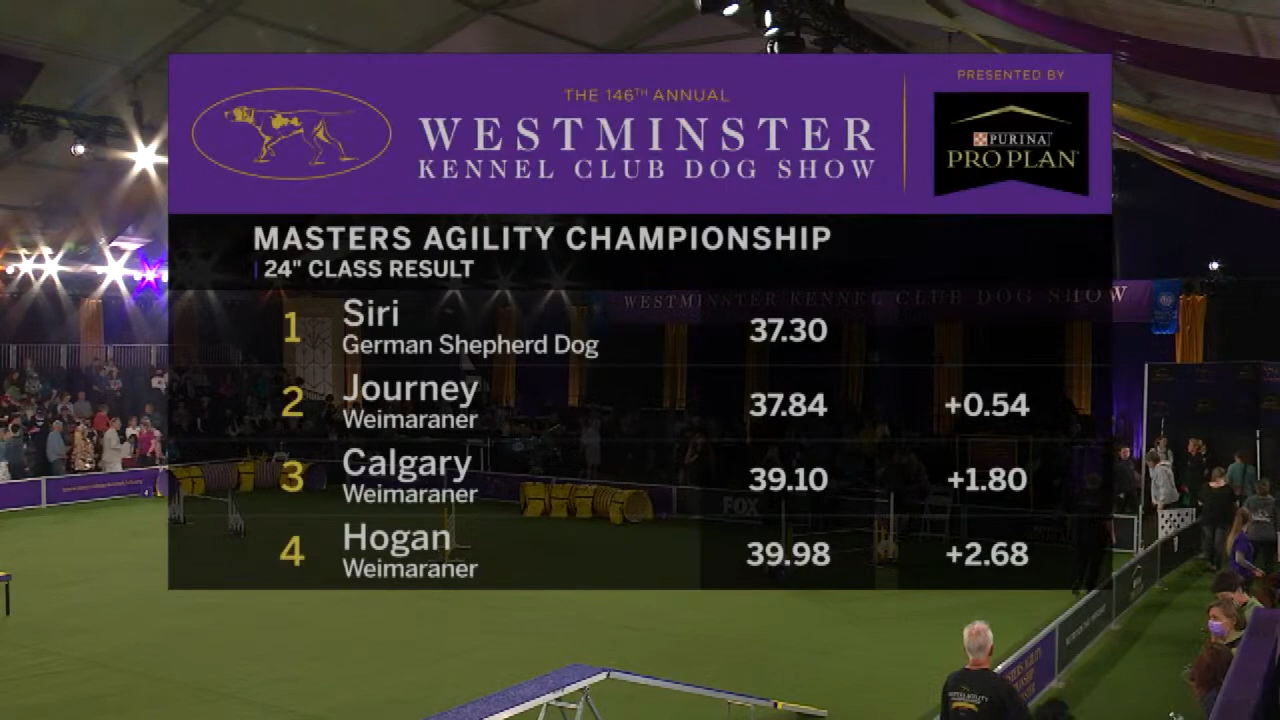 THE 146TH ANNUAL
WESTMINSTER
KENNEL CLUB DOG SHOW
PRESENTED BY
PURINA
PRO PLAN
MASTERS AGILITY CHAMPIONSHIP
24" CLASS RESULT
WESTMINSTER KENNEL CLUB DOG SHOW
1 Siri 37.30
German Shepherd Dog
2 Journey 37.84 +0.54
Weimaraner
3 Calgary 39.10 +1.80
Weimaraner
4 Hogan 39.98 +2.68
Weimaraner
FOX